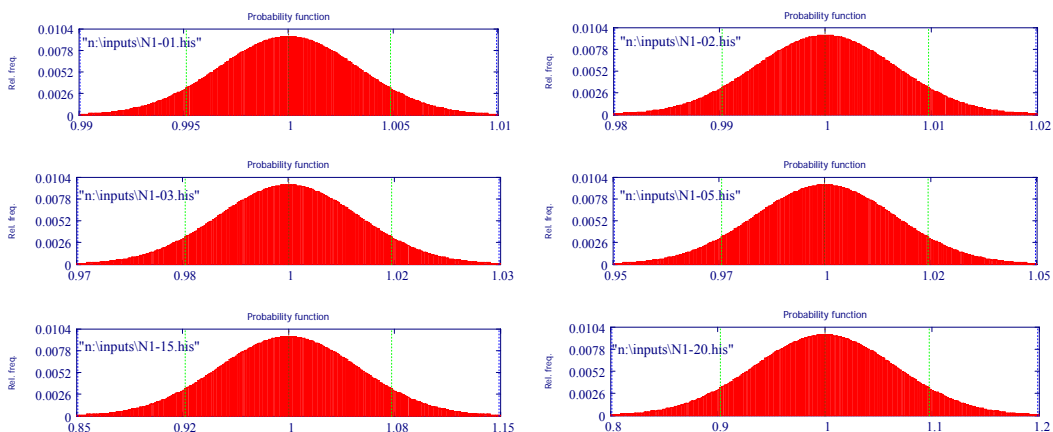 Probability function
Rel. freq.
0.0104
0.0078
0.0052
0.0026
0
"n:\inputs\N1-01.his"
0.99 0.995 1 1.005 1.01
Probability function
Rel. freq.
0.0104
0.0078
0.0052
0.0026
0
"n:\inputs\N1-02.his"
0.98 0.99 1 1.01 1.02
Probability function
Rel. freq.
0.0104
0.0078
0.0052
0.0026
0
"n:\inputs\N1-03.his"
0.97 0.98 1 1.02 1.03
Probability function
Rel. freq.
0.0104
0.0078
0.0052
0.0026
0
"n:\inputs\N1-05.his"
0.95 0.97 1 1.02 1.05
Probability function
Rel. freq.
0.0104
0.0078
0.0052
0.0026
0
"n:\inputs\N1-15.his"
0.85 0.92 1 1.08 1.15
Probability function
Rel. freq.
0.0104
0.0078
0.0052
0.0026
0
"n:\inputs\N1-20.his"
0.8 0.9 1 1.1 1.2